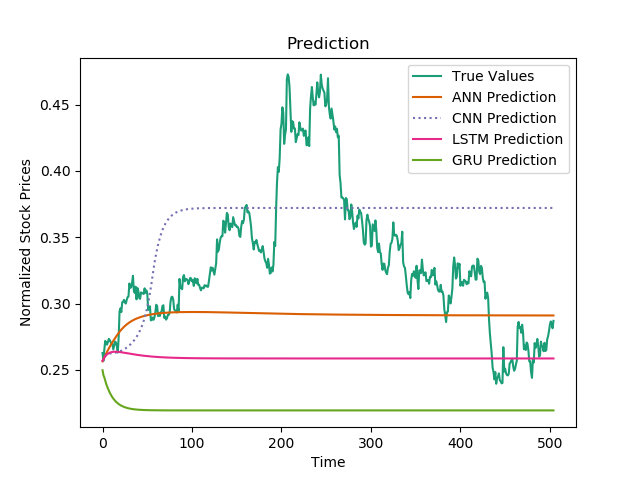 Prediction
True Values
ANN Prediction
CNN Prediction
LSTM Prediction
GRU Prediction
Normalized Stock Prices
0.45
0.40
0.35
0.30
0.25
0 100 200 300 400 500
Time